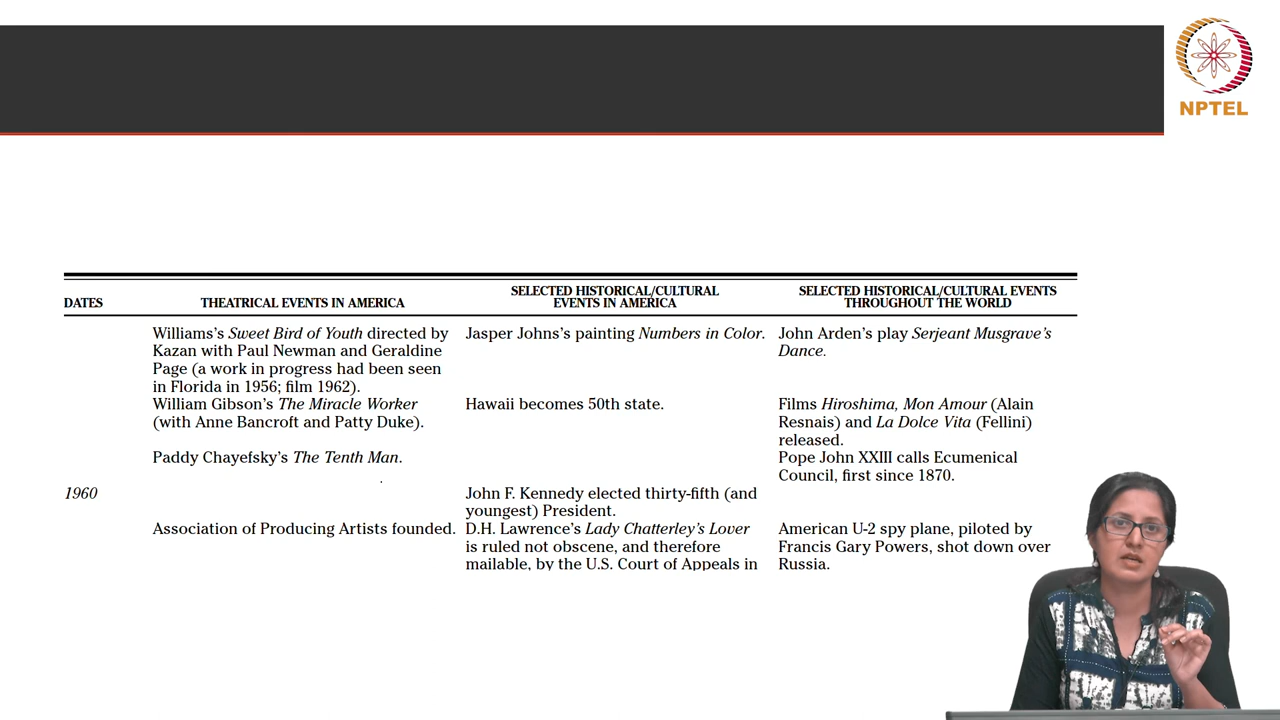 NPTEL
DATES
THEATRICAL EVENTS IN AMERICA
SELECTED HISTORICAL/CULTURAL
EVENTS IN AMERICA
SELECTED HISTORICAL/CULTURAL EVENTS
THROUGHOUT THE WORLD
Williams's Sweet Bird of Youth directed by
Kazan with Paul Newman and Geraldine
Page (a work in progress had been seen
in Florida in 1956; film 1962).
Jasper Johns's painting Numbers in Color.
John Arden's play Serjeant Musgrave's
Dance.
William Gibson's The Miracle Worker
(with Anne Bancroft and Patty Duke).
Hawaii becomes 50th state.
Films Hiroshima, Mon Amour (Alain
Resnais) and La Dolce Vita (Fellini)
released.
Paddy Chayefsky's The Tenth Man.
Pope John XXIII calls Ecumenical
Council, first since 1870.
1960
John F. Kennedy elected thirty-fifth (and
youngest) President.
Association of Producing Artists founded.
D.H. Lawrence's Lady Chatterley's Lover
is ruled not obscene, and therefore
mailable, by the U.S. Court of Appeals in
American U-2 spy plane, piloted by
Francis Gary Powers, shot down over
Russia.